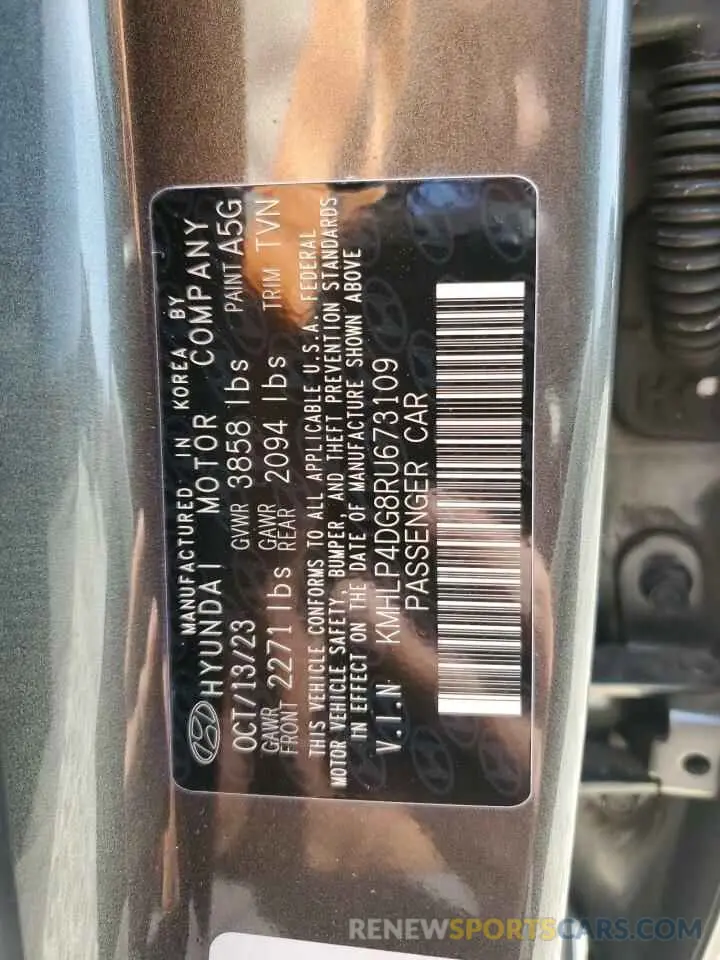 MANUFACTURED IN KOREA BY
HYUNDAI MOTOR COMPANY
OCT/13/23 GVWR 3858 lbs PAINT A5G
GAWR FRONT 2271 lbs GAWR REAR 2094 lbs TRIM TVN
THIS VEHICLE CONFORMS TO ALL APPLICABLE U.S.A. FEDERAL
MOTOR VEHICLE SAFETY, BUMPER, AND THEFT PREVENTION STANDARDS
IN EFFECT ON THE DATE OF MANUFACTURE SHOWN ABOVE
V.I.N KMHLP4DG8RU673109
PASSENGER CAR
RENEWSPORTSCARS.COM